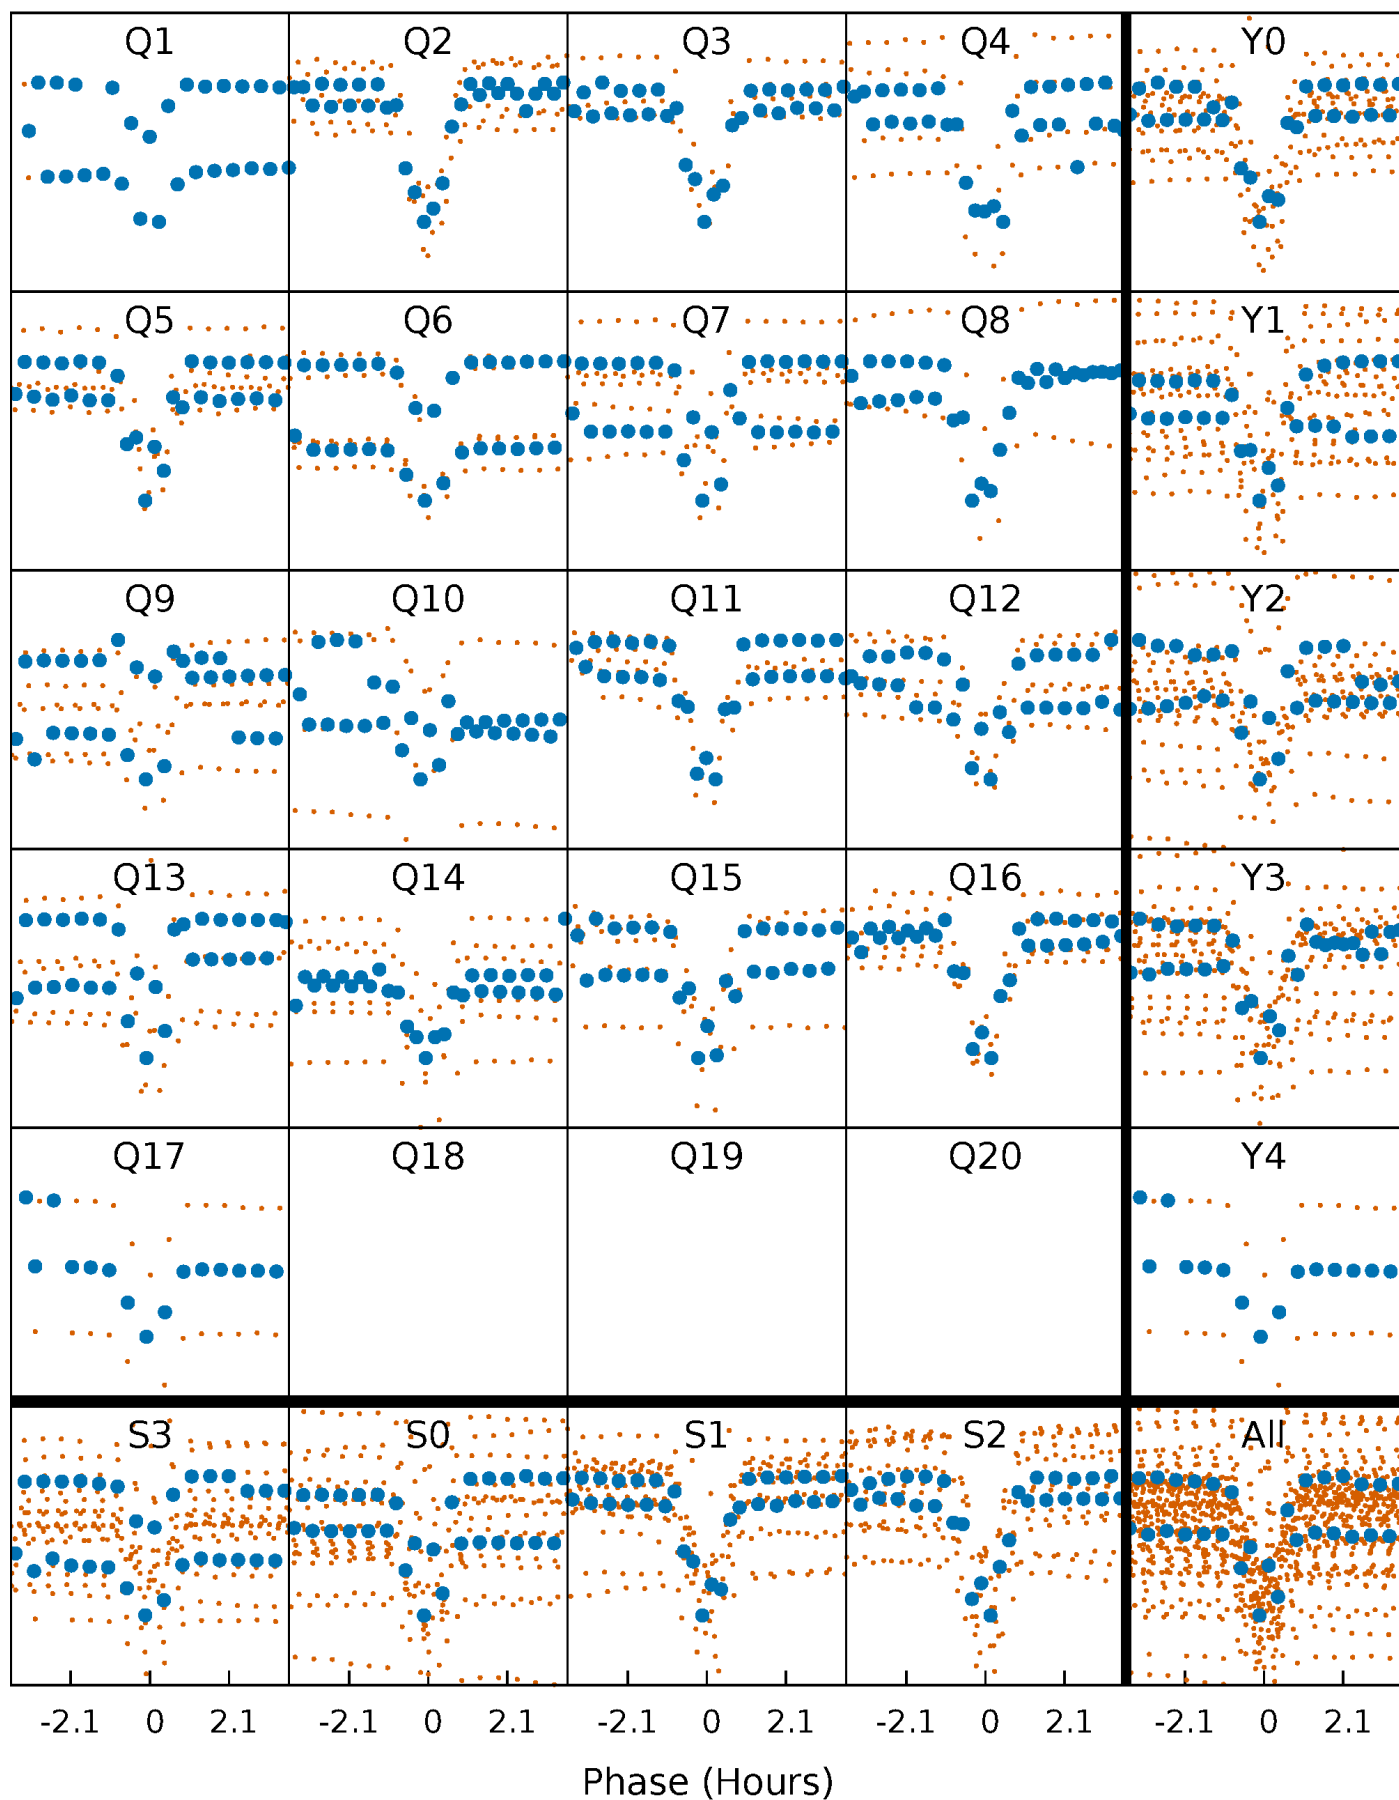 Q1 Q2 Q3 Q4 Y0
Q5 Q6 Q7 Q8 Y1
Q9 Q10 Q11 Q12 Y2
Q13 Q14 Q15 Q16 Y3
Q17 Q18 Q19 Q20 Y4
S3 S0 S1 S2 All
-2.1 0 2.1 -2.1 0 2.1 -2.1 0 2.1 -2.1 0 2.1 -2.1 0 2.1
Phase (Hours)